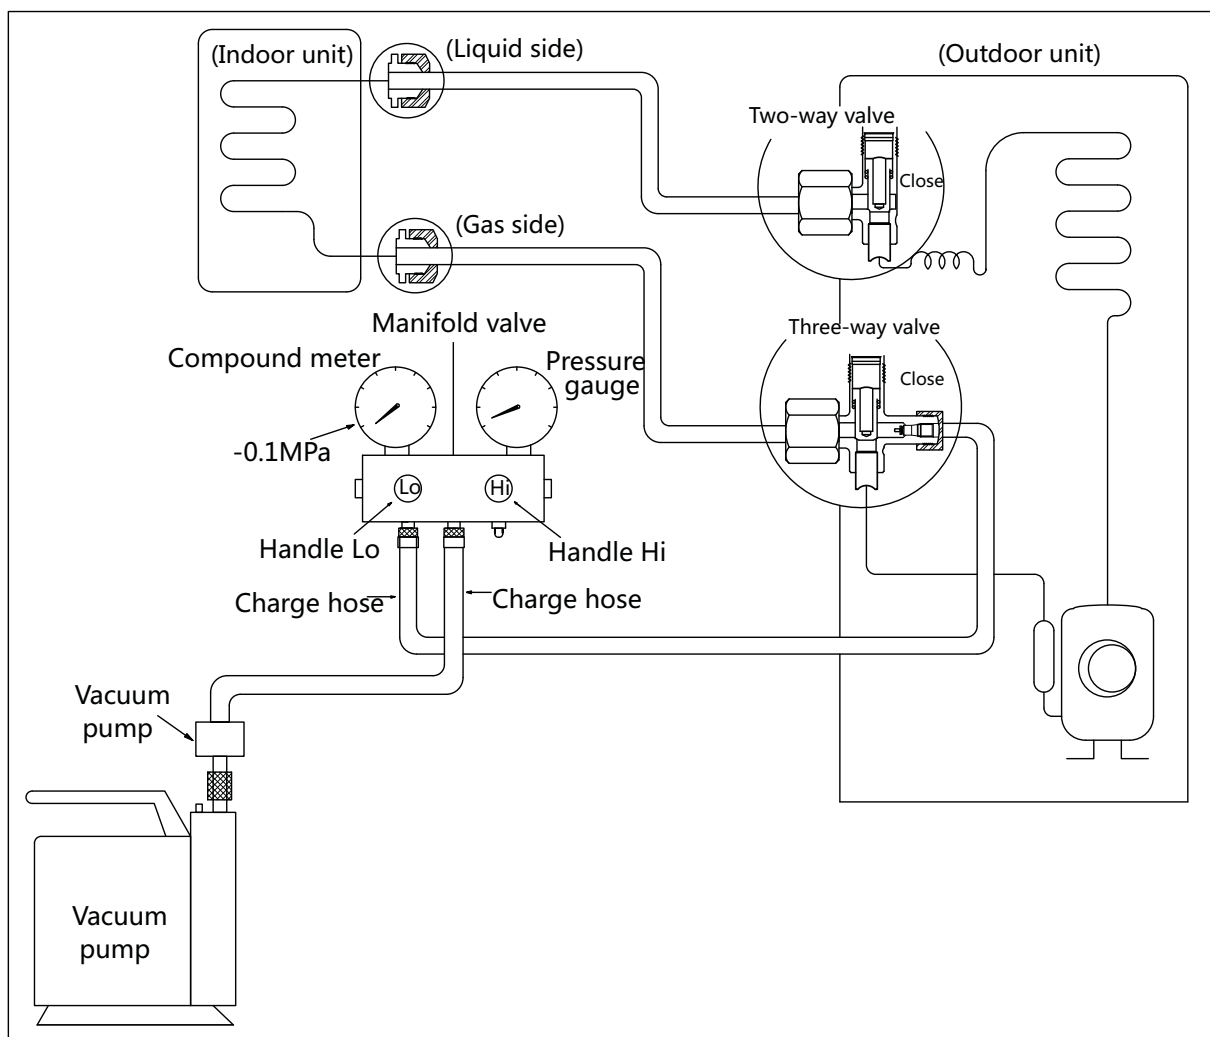 (Indoor unit)
(Liquid side)
(Outdoor unit)
Two-way valve
Close
(Gas side)
Manifold valve
Three-way valve
Compound meter
Pressure
gauge
Close
-0.1MPa
Lo
Hi
Handle Lo
Handle Hi
Charge hose
Charge hose
Vacuum
pump
Vacuum
pump